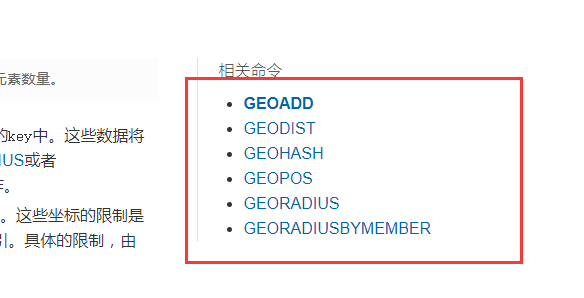 元素数量。
的key中。这些数据将
IUS或者
作。
。这些坐标的限制是
引。具体的限制，由
相关命令
GEOADD
GEODIST
GEOHASH
GEOPOS
GEORADIUS
GEORADIUSBYMEMBER